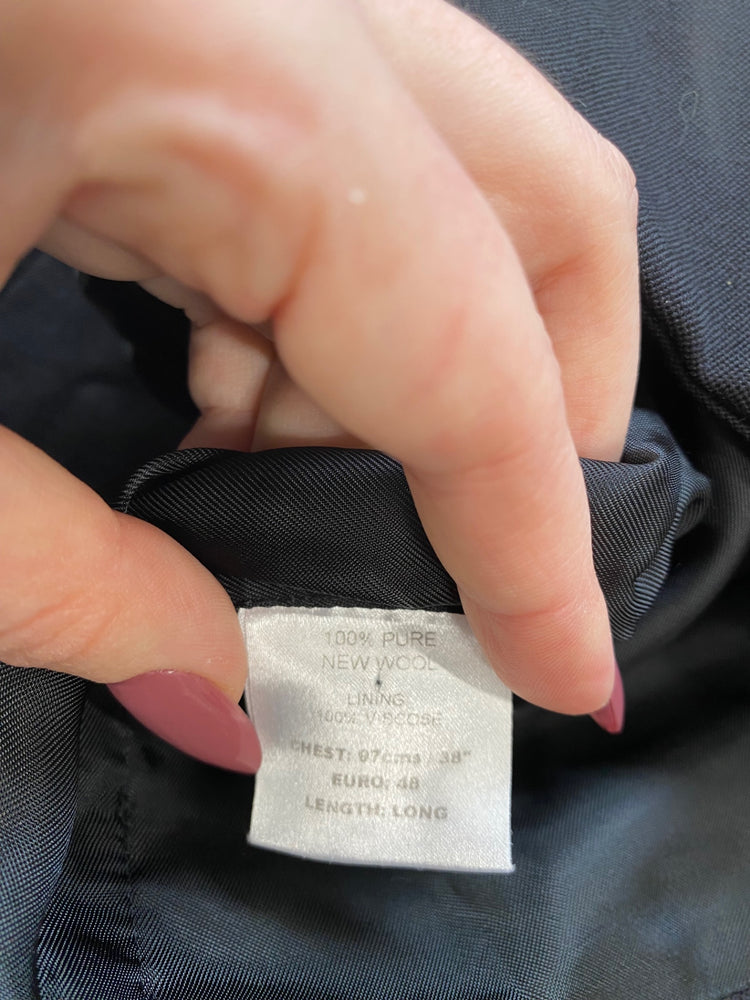 100% PURE
NEW WOOL
LINING
100% VISCOSE
CHEST: 97cms / 38"
EURO: 48
LENGTH: LONG